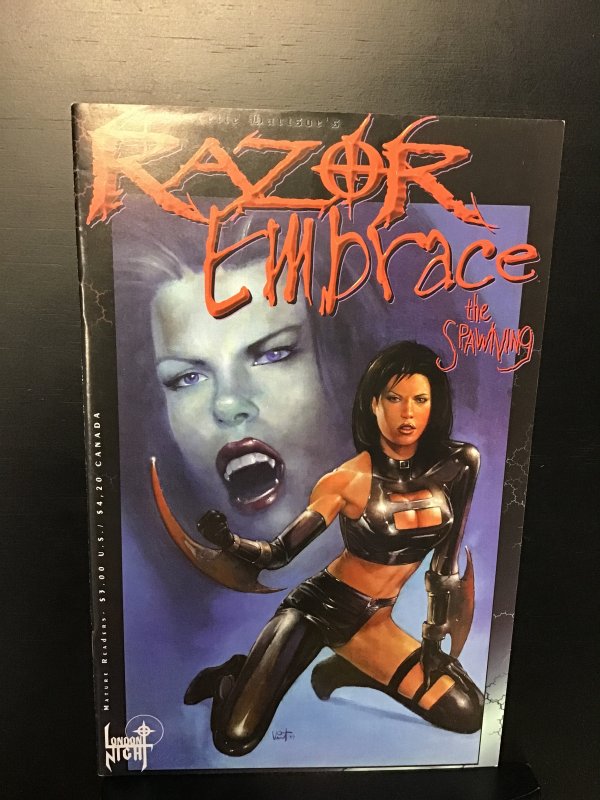 RAZOR
Embrace
the
SPAWNING
MATURE READERS. $3.00 U.S./ $4.20 CANADA
LONDON
NIGHT